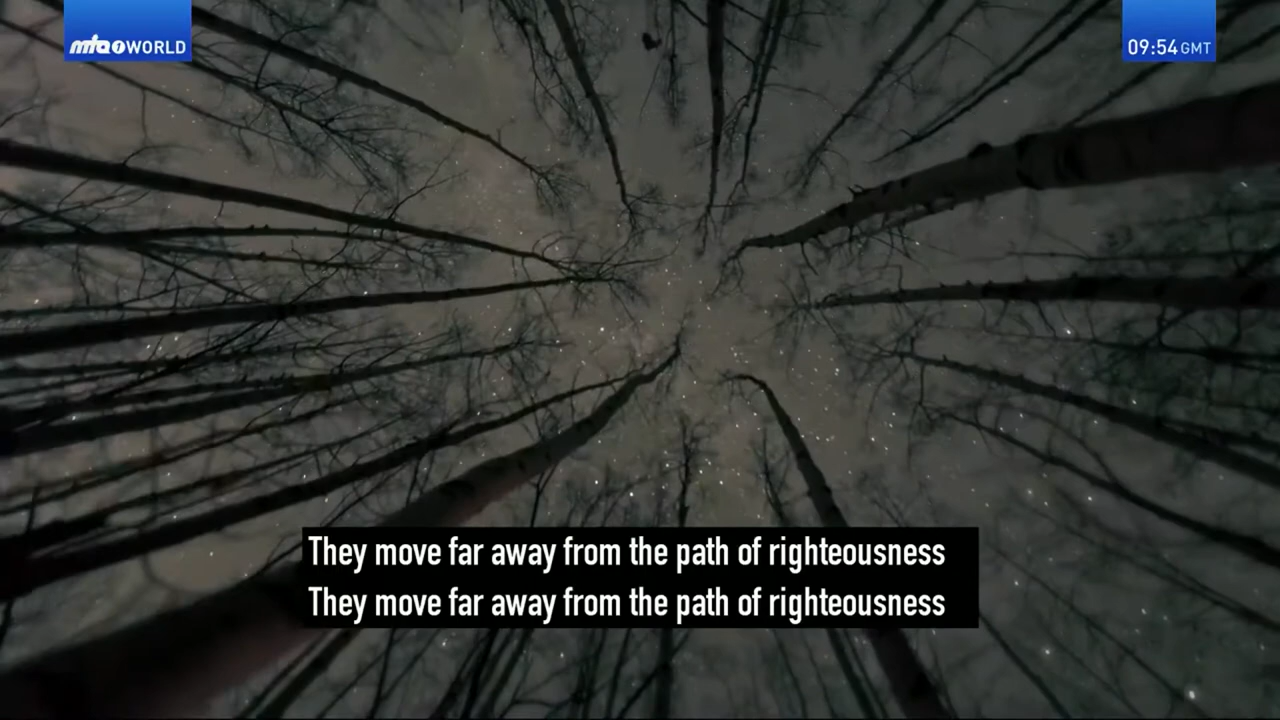 mta1 WORLD
09:54 GMT
They move far away from the path of righteousness
They move far away from the path of righteousness